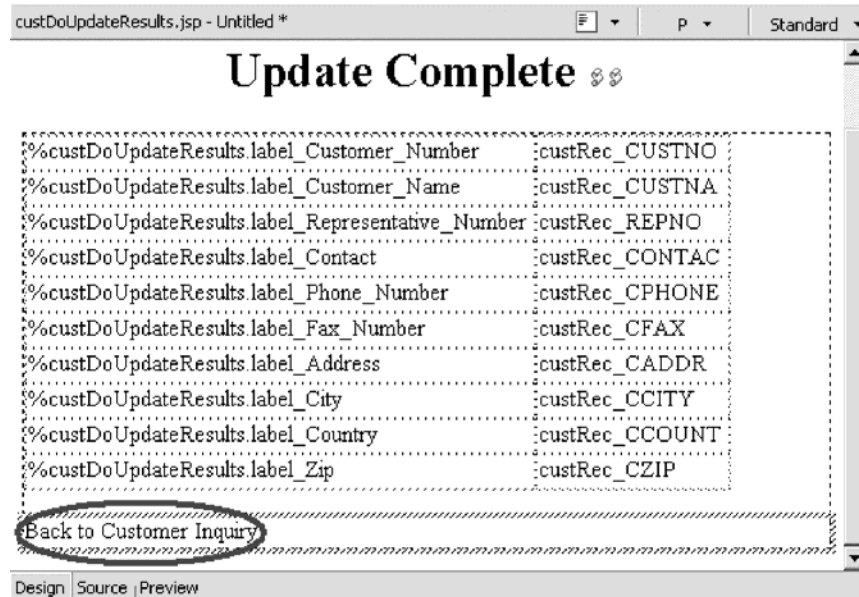 custDoUpdateResults.jsp - Untitled * P Standard
Update Complete
%custDoUpdateResults.label_Customer_Number custRec_CUSTNO
%custDoUpdateResults.label_Customer_Name custRec_CUSTNA
%custDoUpdateResults.label_Representative_Number custRec_REPNO
%custDoUpdateResults.label_Contact custRec_CONTAC
%custDoUpdateResults.label_Phone_Number custRec_CPHONE
%custDoUpdateResults.label_Fax_Number custRec_CFAX
%custDoUpdateResults.label_Address custRec_CADDR
%custDoUpdateResults.label_City custRec_CCITY
%custDoUpdateResults.label_Country custRec_CCOUNT
%custDoUpdateResults.label_Zip custRec_CZIP
Back to Customer Inquiry
Design Source Preview